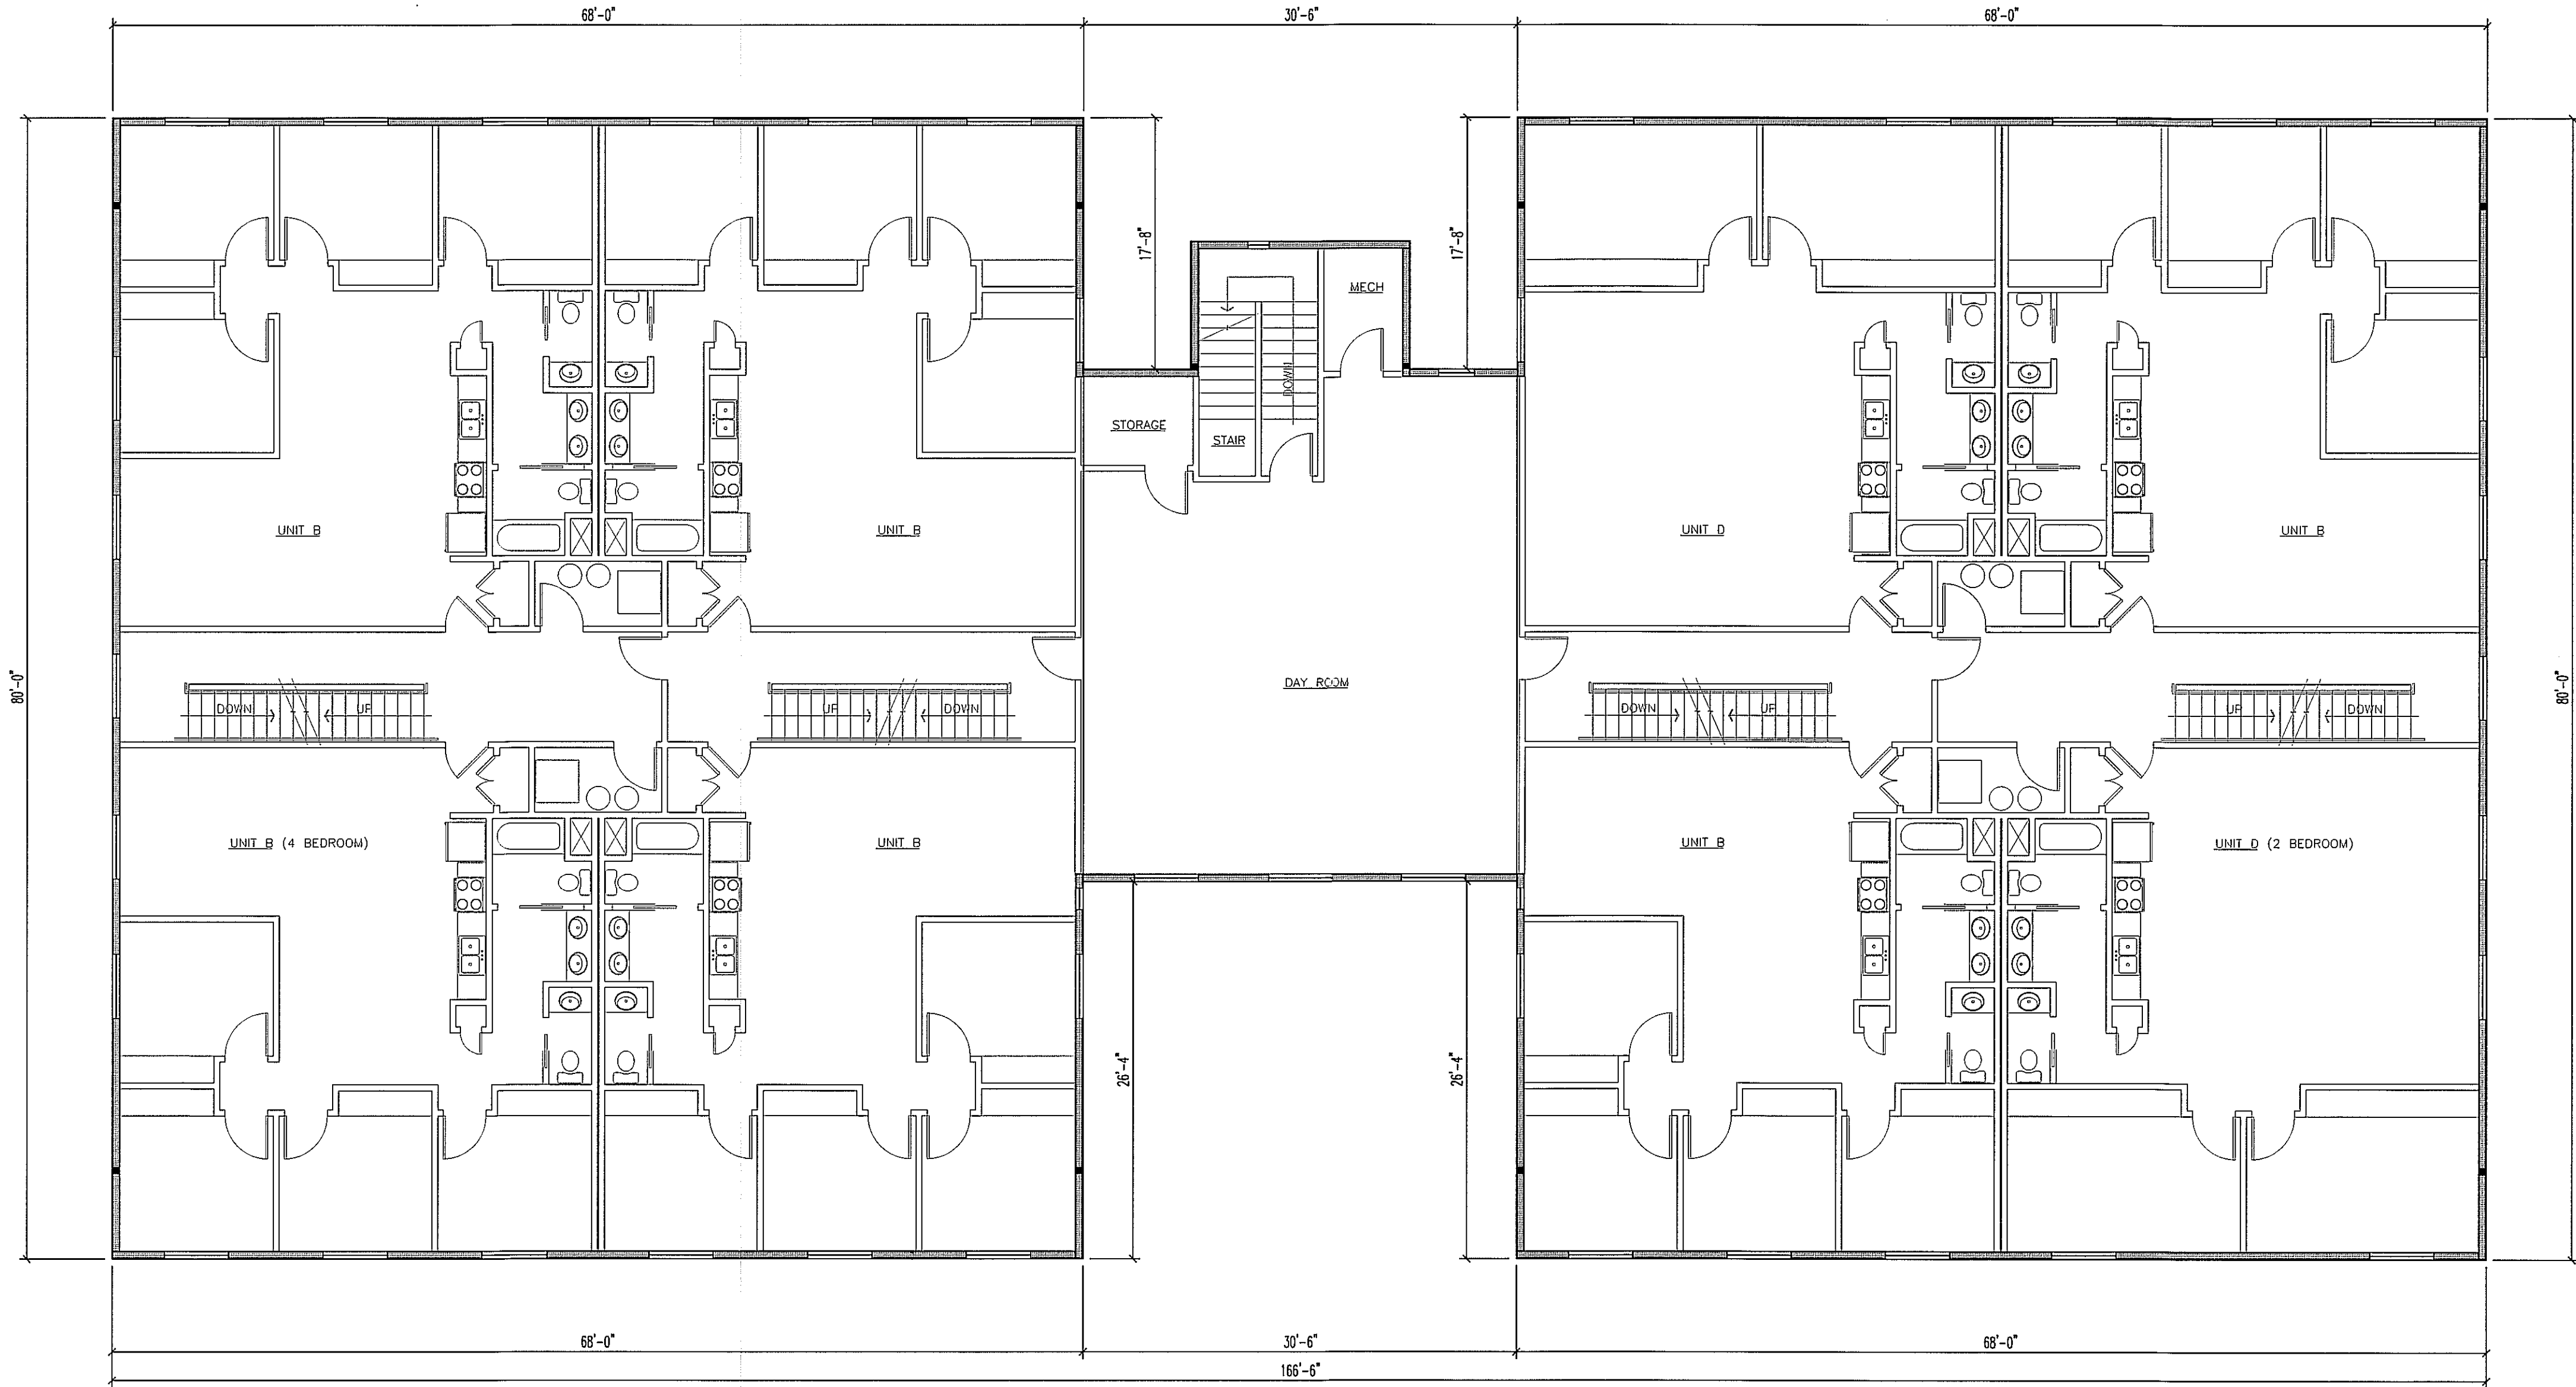 68'-0"
30'-6"
68'-0"
17'-8"
17'-8"
MECH
DOWN
STORAGE
STAIR
UNIT B
UNIT B
UNIT D
UNIT B
80'-0"
DAY ROOM
80'-0"
DOWN
UP
UP
DOWN
DOWN
UP
UP
DOWN
UNIT B (4 BEDROOM)
UNIT B
UNIT B
UNIT D (2 BEDROOM)
26'-4"
26'-4"
68'-0"
30'-6"
68'-0"
166'-6"